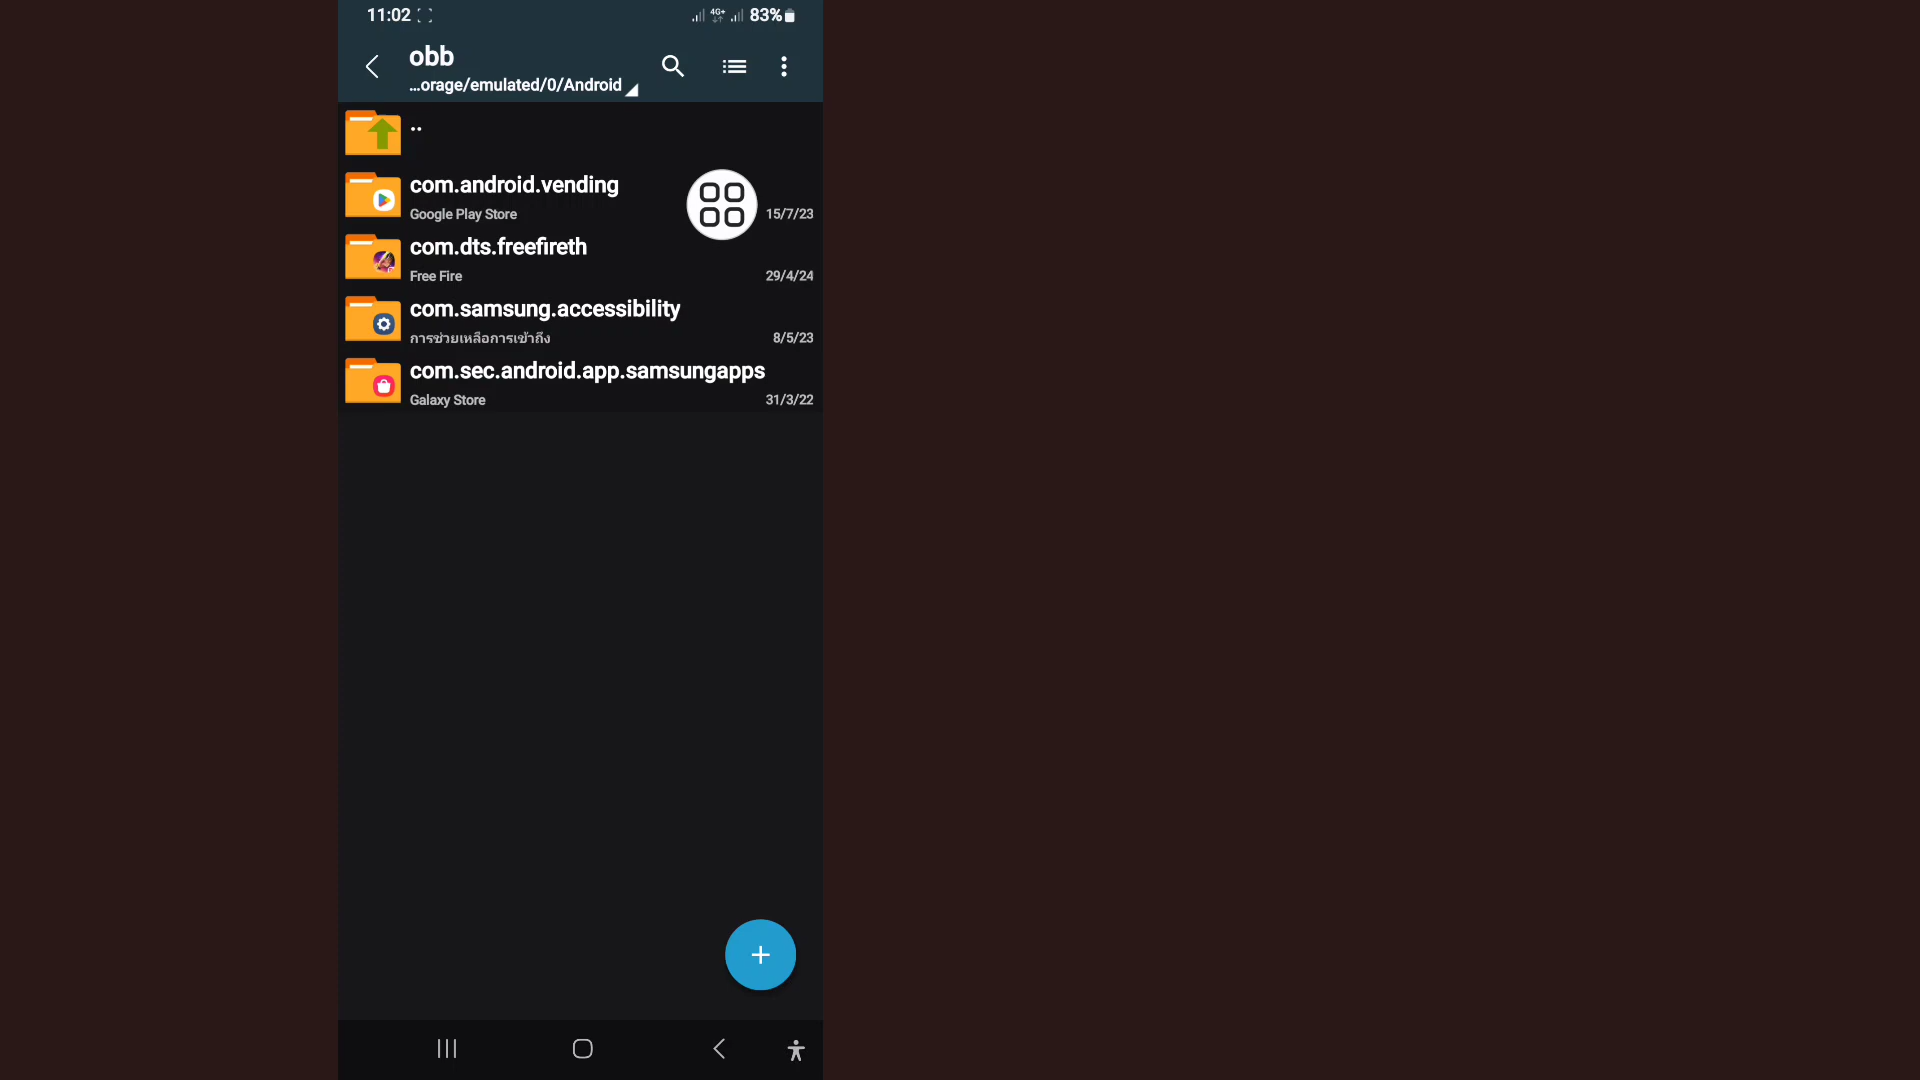 11:02
4G+
83%
obb
...orage/emulated/0/Android
..
com.android.vending
Google Play Store
15/7/23
com.dts.freefireth
Free Fire
29/4/24
com.samsung.accessibility
การช่วยเหลือการเข้าถึง
8/5/23
com.sec.android.app.samsungapps
Galaxy Store
31/3/22